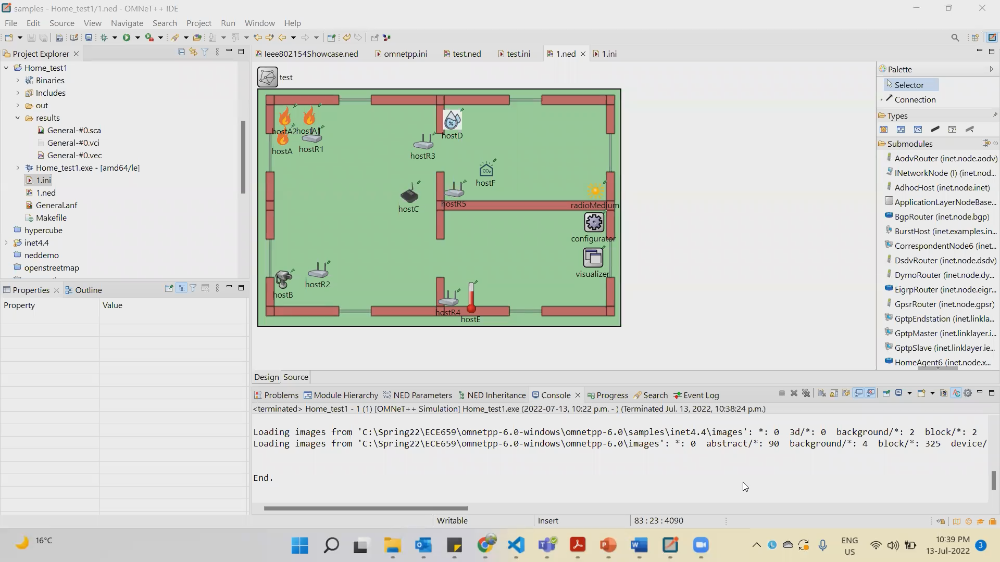 samples - Home_test1/1.ned - OMNeT++ IDE
File Edit Source View Navigate Search Project Run Window Help
Project Explorer
Home_test1
Binaries
Includes
out
results
General-#0.sca
General-#0.vci
General-#0.vec
Home_test1.exe - [amd64/le]
1.ini
1.ned
General.anf
Makefile
hypercube
inet4.4
neddemo
openstreetmap
Properties Outline
Property Value
Ieee802154Showcase.ned omnetpp.ini test.ned test.ini 1.ned 1.ini
test
hostA2 hostA1
hostA hostR1
hostD
hostR3
CO2
hostF
hostC
hostR5
radioMedium
configurator
visualizer
hostB
hostR2
hostR4
hostE
Design Source
Palette
Selector
Connection
Types
Submodules
AodvRouter (inet.node.aodv)
INetworkNode (I) (inet.nod...
AdhocHost (inet.node.inet)
ApplicationLayerNodeBase...
BgpRouter (inet.node.bgp)
BurstHost (inet.examples.in...
CorrespondentNode6 (inet...
DsdvRouter (inet.node.dsdv)
DymoRouter (inet.node.dy...
EigrpRouter (inet.node.eigr...
GpsrRouter (inet.node.gpsr)
GptpEndstation (inet.linkla...
GptpMaster (inet.linklayer.i...
GptpSlave (inet.linklayer.ie...
HomeAgent6 (inet.node.x...
Problems Module Hierarchy NED Parameters NED Inheritance Console Progress Search Event Log
<terminated> Home_test1 - 1 (1) [OMNeT++ Simulation] Home_test1.exe (2022-07-13, 10:22 p.m. - ) (Terminated Jul. 13, 2022, 10:38:24 p.m.)
Loading images from 'C:\Spring22\ECE659\omnetpp-6.0-windows\omnetpp-6.0\samples\inet4.4\images': *: 0 3d/*: 0 background/*: 2 block/*: 2
Loading images from 'C:\Spring22\ECE659\omnetpp-6.0-windows\omnetpp-6.0\images': *: 0 abstract/*: 90 background/*: 4 block/*: 325 device/
End.
Writable Insert 83 : 23 : 4090
16°C
ENG
US
10:39 PM
13-Jul-2022
3